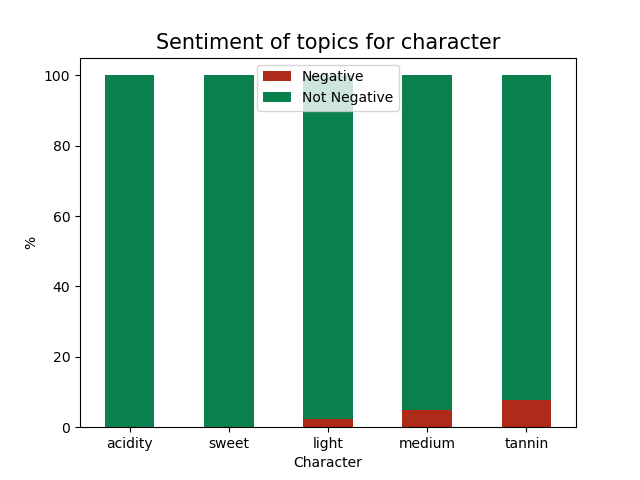 Sentiment of topics for character
Negative
Not Negative
100
80
60
40
20
0
%
acidity sweet light medium tannin
Character